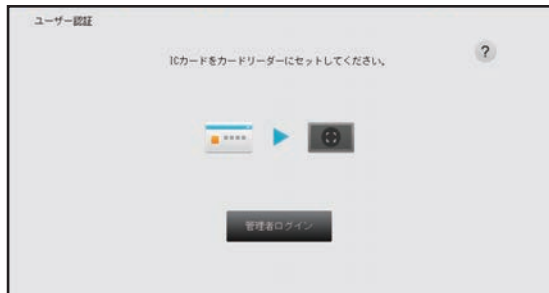 ユーザー認証
ICカードをカードリーダーにセットしてください。
?
管理者ログイン